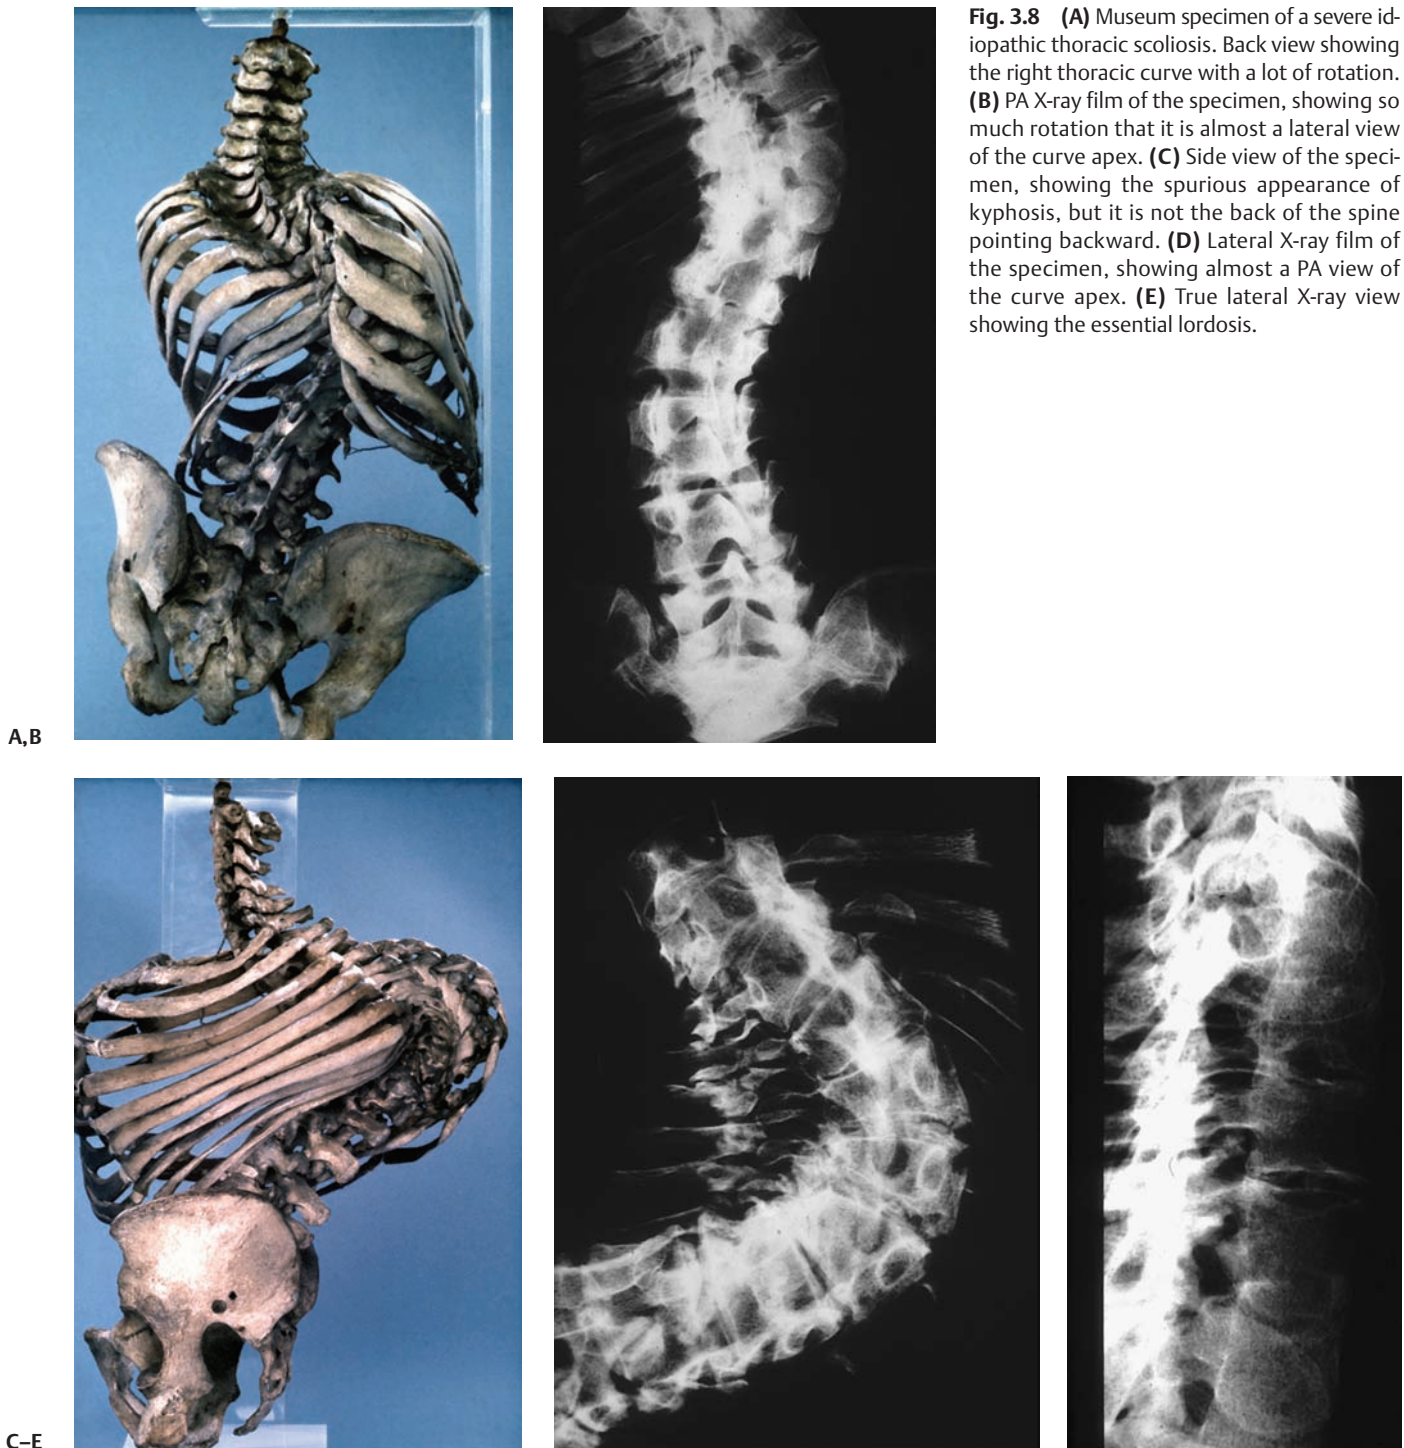 Fig. 3.8 (A) Museum specimen of a severe id-
iopathic thoracic scoliosis. Back view showing
the right thoracic curve with a lot of rotation.
(B) PA X-ray film of the specimen, showing so
much rotation that it is almost a lateral view
of the curve apex. (C) Side view of the speci-
men, showing the spurious appearance of
kyphosis, but it is not the back of the spine
pointing backward. (D) Lateral X-ray film of
the specimen, showing almost a PA view of
the curve apex. (E) True lateral X-ray view
showing the essential lordosis.
A,B
C–E